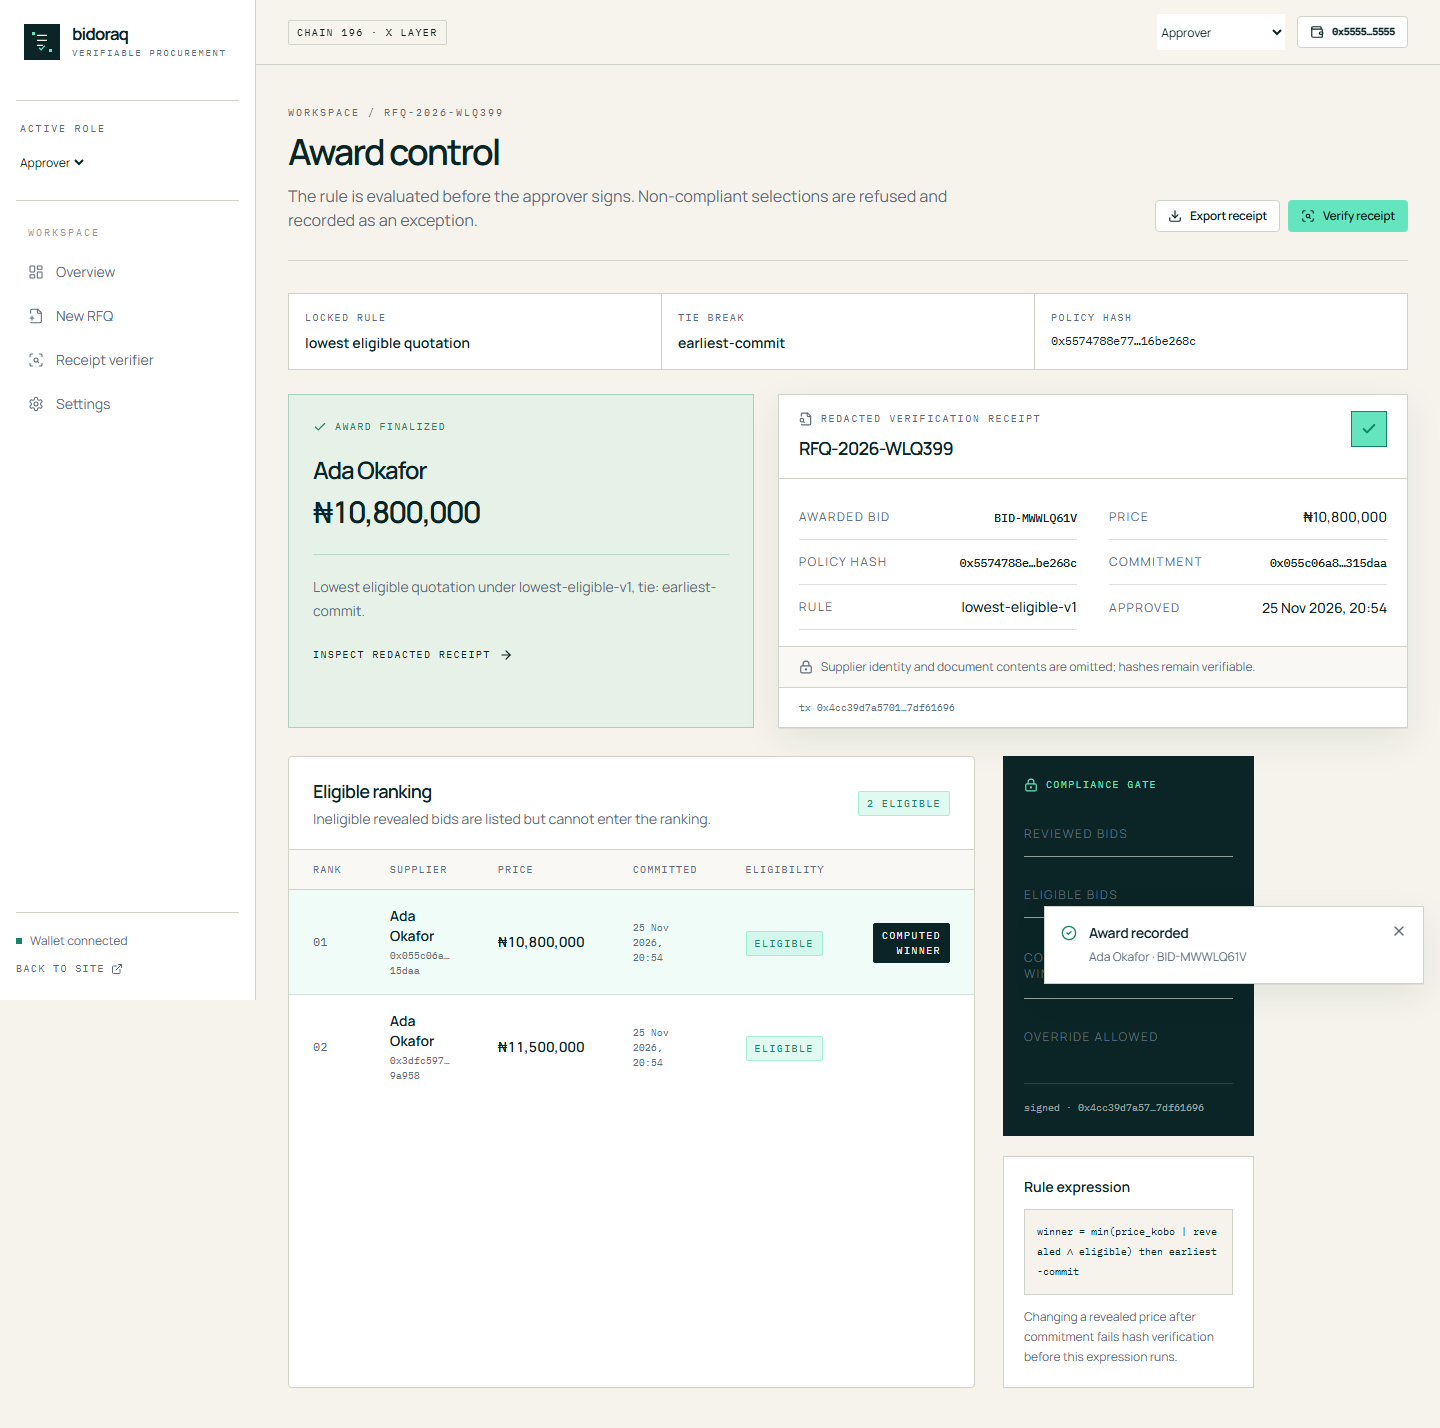 bidoraq
VERIFIABLE PROCUREMENT
ACTIVE ROLE
Approver
WORKSPACE
Overview
New RFQ
Receipt verifier
Settings
Wallet connected
BACK TO SITE
CHAIN 196 · X LAYER
Approver
0x5555…5555
WORKSPACE / RFQ-2026-WLQ399
Award control
The rule is evaluated before the approver signs. Non-compliant selections are refused and
recorded as an exception.
Export receipt
Verify receipt
LOCKED RULE
lowest eligible quotation
TIE BREAK
earliest-commit
POLICY HASH
0x5574788e77…16be268c
AWARD FINALIZED
Ada Okafor
₦10,800,000
Lowest eligible quotation under lowest-eligible-v1, tie: earliest-
commit.
INSPECT REDACTED RECEIPT
REDACTED VERIFICATION RECEIPT
RFQ-2026-WLQ399
AWARDED BID BID-MWWLQ61V
PRICE ₦10,800,000
POLICY HASH 0x5574788e…be268c
COMMITMENT 0x055c06a8…315daa
RULE lowest-eligible-v1
APPROVED 25 Nov 2026, 20:54
Supplier identity and document contents are omitted; hashes remain verifiable.
tx 0x4cc39d7a5701…7df61696
Eligible ranking
Ineligible revealed bids are listed but cannot enter the ranking.
2 ELIGIBLE
RANK SUPPLIER PRICE COMMITTED ELIGIBILITY
01
Ada
Okafor
0x055c06a…
15daa
₦10,800,000
25 Nov
2026,
20:54
ELIGIBLE
COMPUTED
WINNER
02
Ada
Okafor
0x3dfc597…
9a958
₦11,500,000
25 Nov
2026,
20:54
ELIGIBLE
COMPLIANCE GATE
REVIEWED BIDS
ELIGIBLE BIDS
Award recorded
Ada Okafor · BID-MWWLQ61V
OVERRIDE ALLOWED
signed · 0x4cc39d7a57…7df61696
Rule expression
winner = min(price_kobo | reve
aled ∧ eligible) then earliest
-commit
Changing a revealed price after
commitment fails hash verification
before this expression runs.